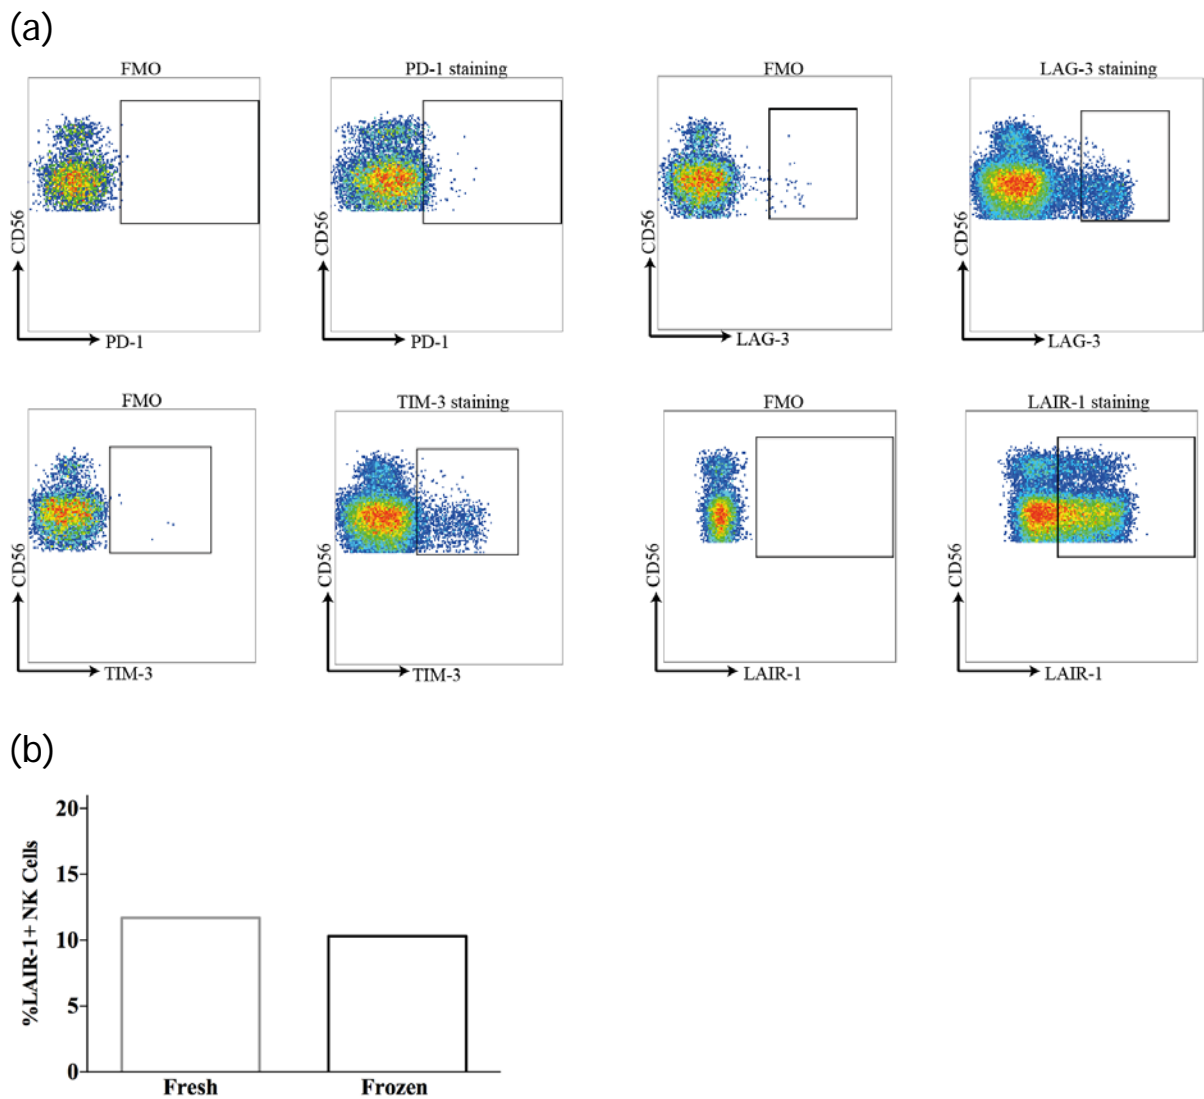 (a)
FMO
PD-1 staining
FMO
LAG-3 staining
CD56
CD56
CD56
CD56
PD-1
PD-1
LAG-3
LAG-3
FMO
TIM-3 staining
FMO
LAIR-1 staining
CD56
CD56
CD56
CD56
TIM-3
TIM-3
LAIR-1
LAIR-1
(b)
%LAIR-1+ NK Cells
20
15
10
5
0
Fresh
Frozen